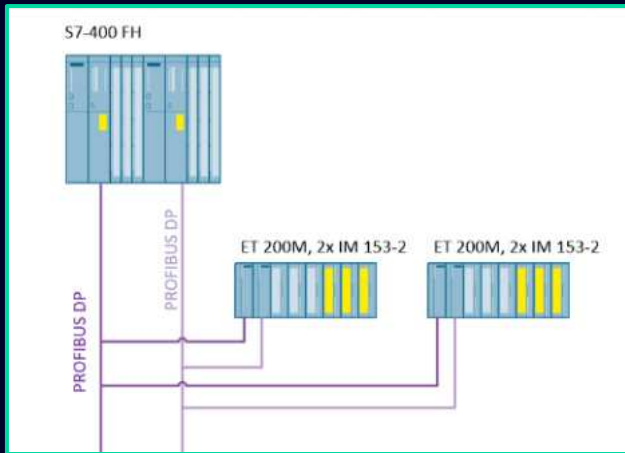 S7-400 FH
PROFIBUS DP
ET 200M, 2x IM 153-2
ET 200M, 2x IM 153-2
PROFIBUS DP